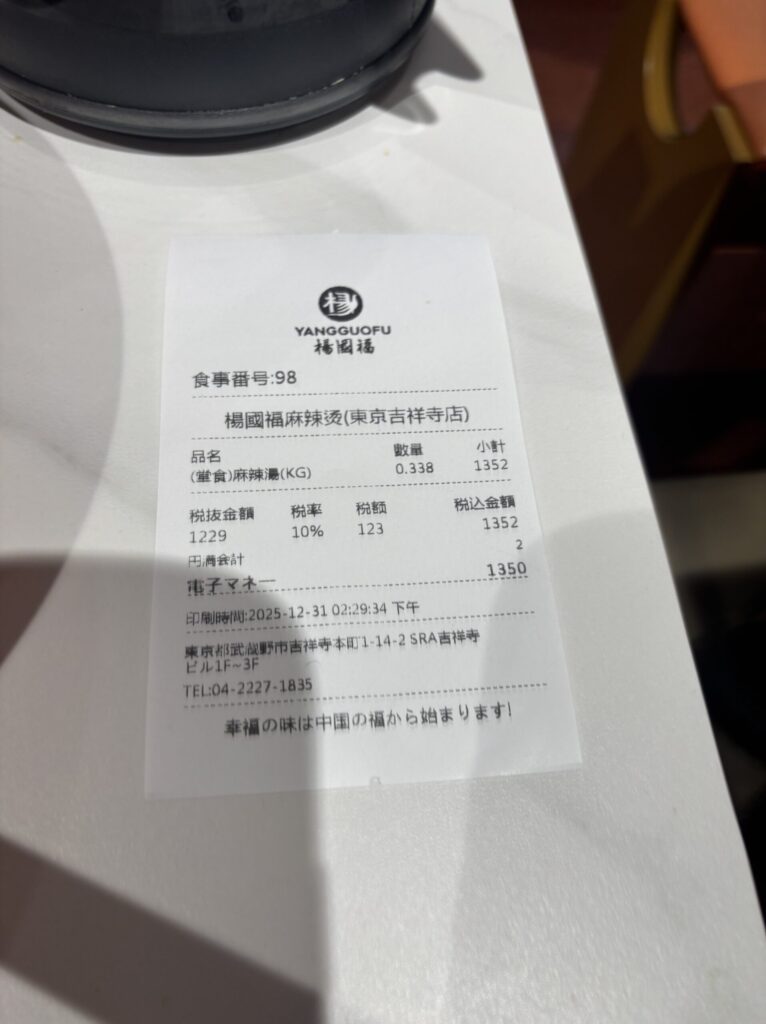 楊
YANGGUOFU
楊國福
食事番号:98
楊國福麻辣烫(東京吉祥寺店)
品名 數量 小計
(堂食)麻辣湯(KG) 0.338 1352
税抜金額 税率 税额 税込金額
1229 10% 123 1352
円満会計 2
電子マネー 1350
印刷時間:2025-12-31 02:29:34 下午
東京都武蔵野市吉祥寺本町1-14-2 SRA吉祥寺
ビル1F~3F
TEL:04-2227-1835
幸福の味は中国の福から始まります!